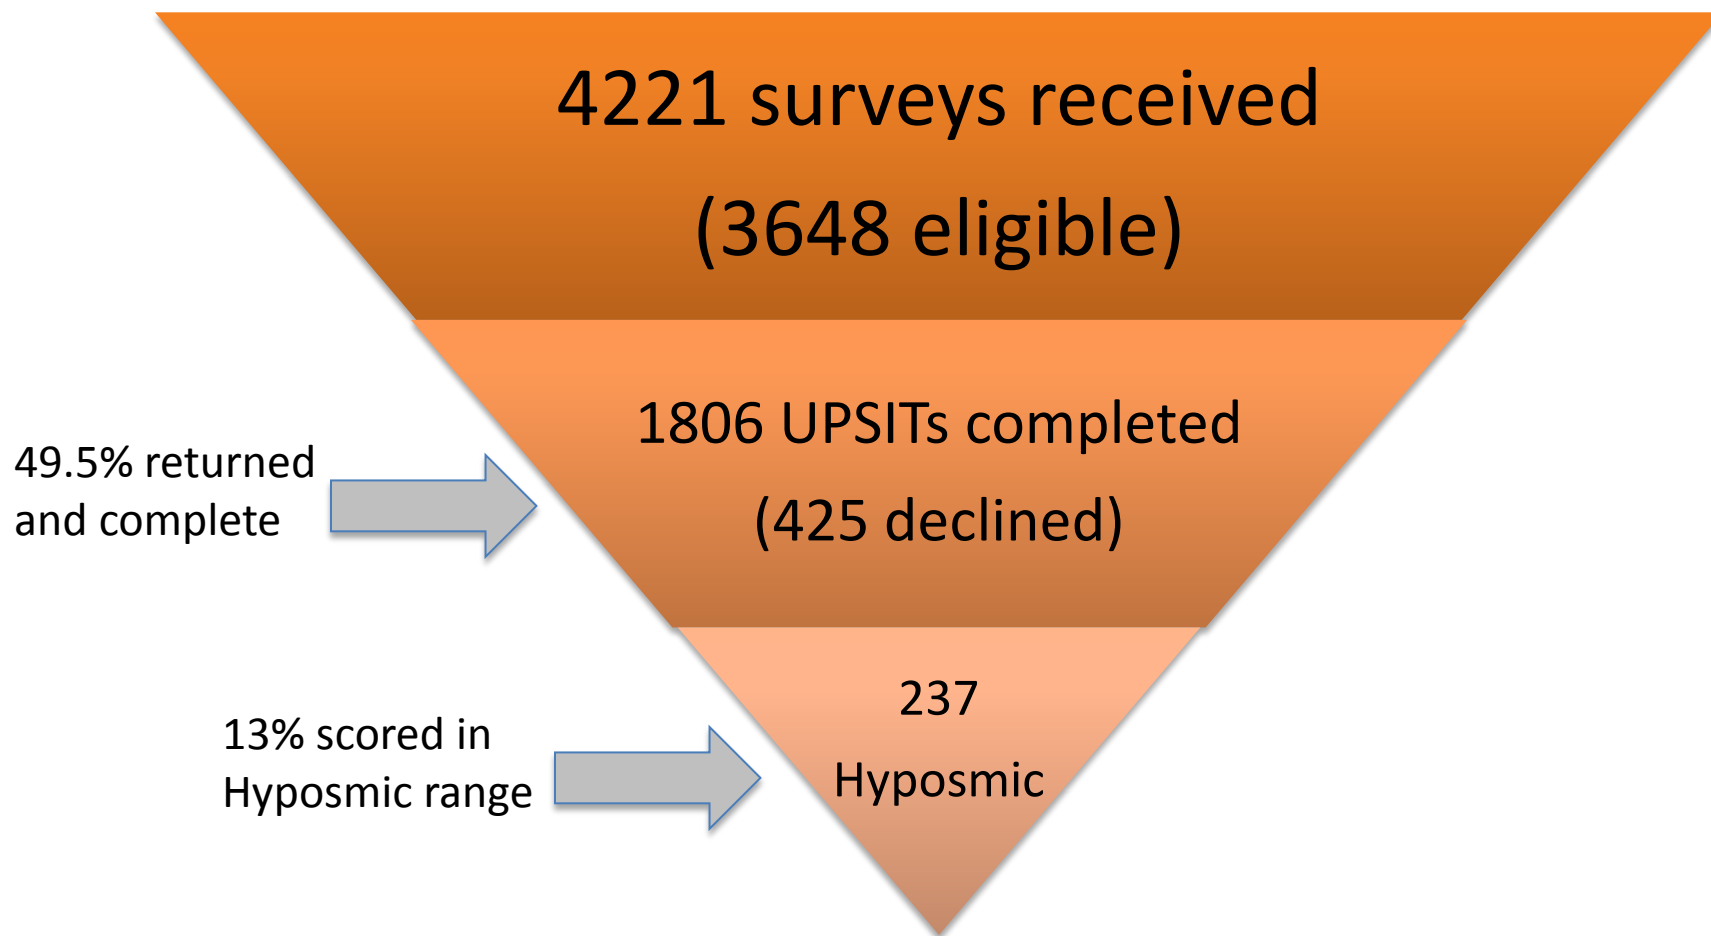 4221 surveys received
(3648 eligible)
1806 UPSITs completed
(425 declined)
49.5% returned
and complete
237
Hyposmic
13% scored in
Hyposmic range